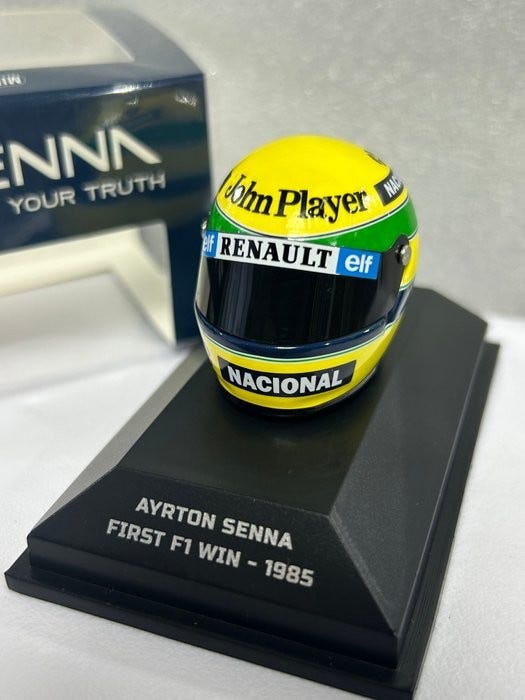 ENNA
YOUR TRUTH
John Player
NAC
elf RENAULT elf
NACIONAL
AYRTON SENNA
FIRST F1 WIN - 1985